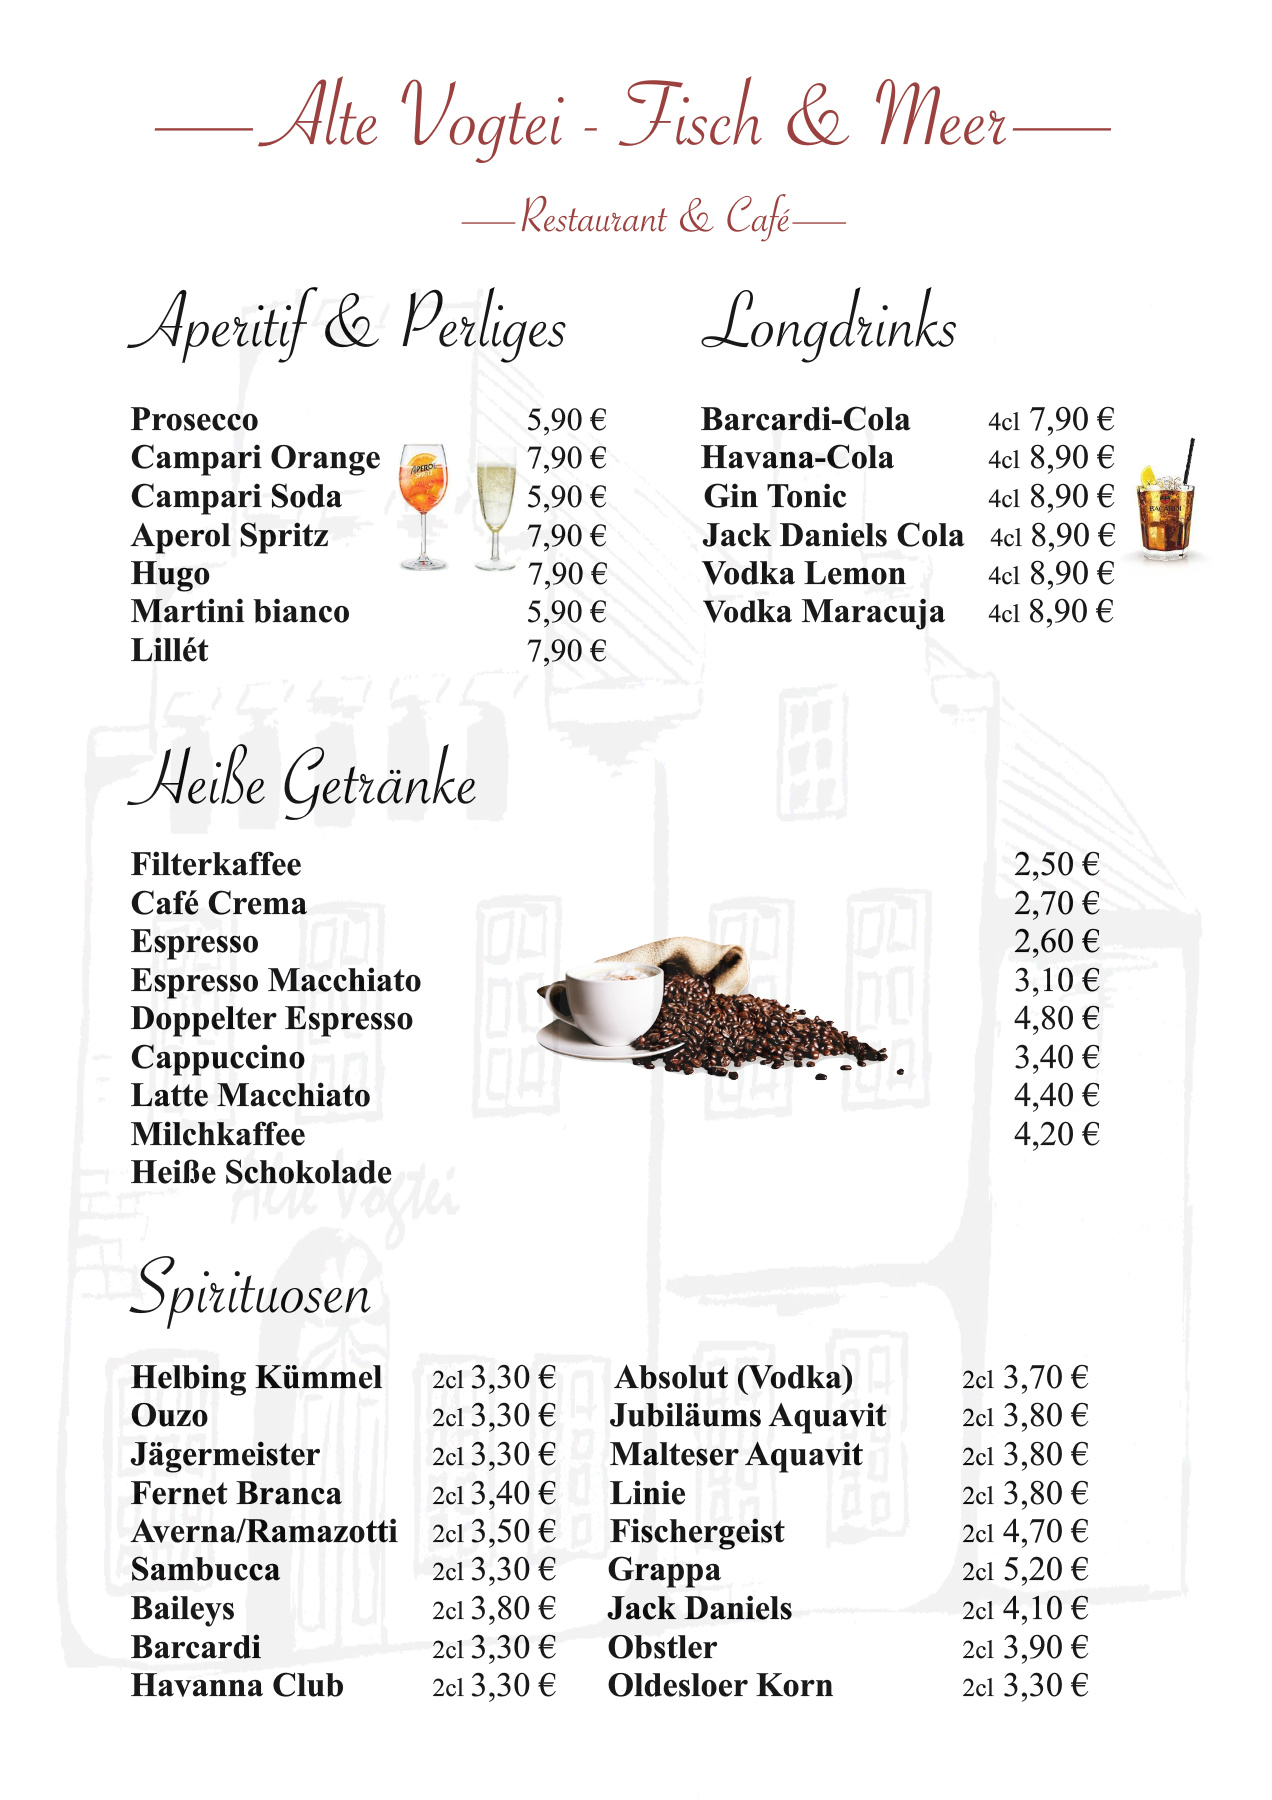 Alte Vogtei - Fisch & Meer
Restaurant & Café
Aperitif & Perliges
Prosecco 5,90 €
Campari Orange 7,90 €
Campari Soda 5,90 €
Aperol Spritz 7,90 €
Hugo 7,90 €
Martini bianco 5,90 €
Lillét 7,90 €
APEROL
Longdrinks
Barcardi-Cola 4cl 7,90 €
Havana-Cola 4cl 8,90 €
Gin Tonic 4cl 8,90 €
Jack Daniels Cola 4cl 8,90 €
Vodka Lemon 4cl 8,90 €
Vodka Maracuja 4cl 8,90 €
BACARDI
Heiße Getränke
Filterkaffee 2,50 €
Café Crema 2,70 €
Espresso 2,60 €
Espresso Macchiato 3,10 €
Doppelter Espresso 4,80 €
Cappuccino 3,40 €
Latte Macchiato 4,40 €
Milchkaffee 4,20 €
Heiße Schokolade
Alte Vogtei
Spirituosen
Helbing Kümmel 2cl 3,30 €
Ouzo 2cl 3,30 €
Jägermeister 2cl 3,30 €
Fernet Branca 2cl 3,40 €
Averna/Ramazotti 2cl 3,50 €
Sambucca 2cl 3,30 €
Baileys 2cl 3,80 €
Barcardi 2cl 3,30 €
Havanna Club 2cl 3,30 €
Absolut (Vodka) 2cl 3,70 €
Jubiläums Aquavit 2cl 3,80 €
Malteser Aquavit 2cl 3,80 €
Linie 2cl 3,80 €
Fischergeist 2cl 4,70 €
Grappa 2cl 5,20 €
Jack Daniels 2cl 4,10 €
Obstler 2cl 3,90 €
Oldesloer Korn 2cl 3,30 €